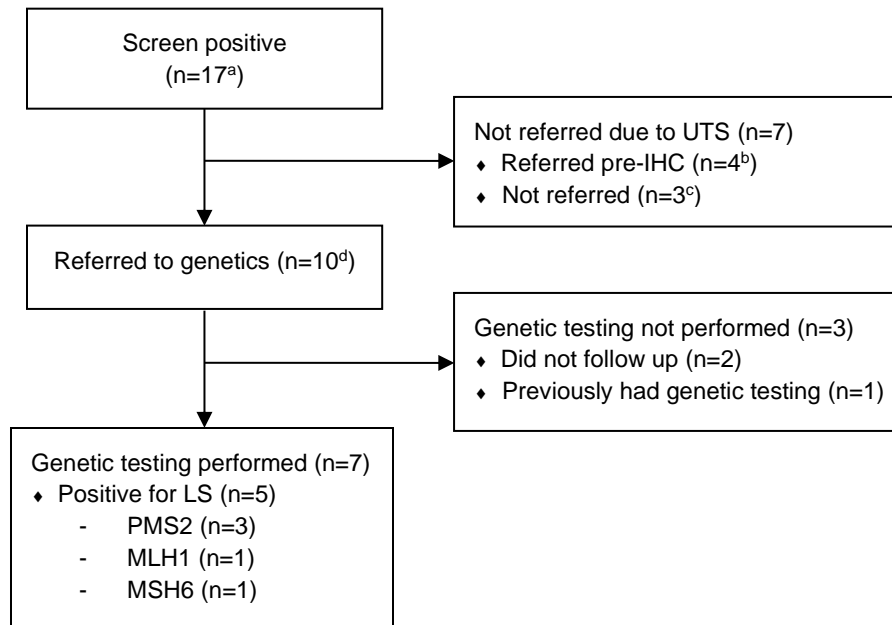 Screen positive
(n=17ᵃ)
Not referred due to UTS (n=7)
♦ Referred pre-IHC (n=4ᵇ)
♦ Not referred (n=3ᶜ)
Referred to genetics (n=10ᵈ)
Genetic testing not performed (n=3)
♦ Did not follow up (n=2)
♦ Previously had genetic testing (n=1)
Genetic testing performed (n=7)
♦ Positive for LS (n=5)
- PMS2 (n=3)
- MLH1 (n=1)
- MSH6 (n=1)